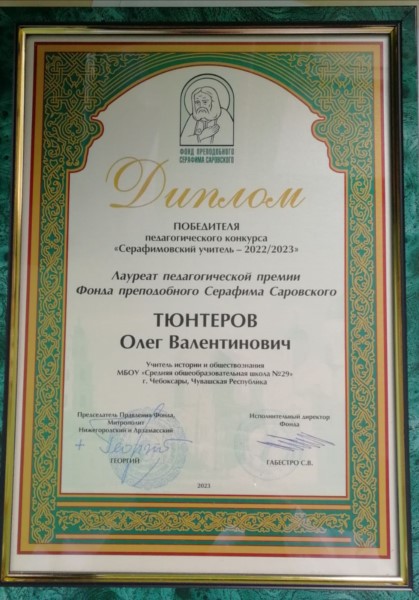 ФОНД ПРЕПОДОБНОГО
СЕРАФИМА САРОВСКОГО
Диплом
ПОБЕДИТЕЛЯ
педагогического конкурса
«Серафимовский учитель – 2022/2023»
Лауреат педагогической премии
Фонда преподобного Серафима Саровского
ТЮНТЕРОВ
Олег Валентинович
Учитель истории и обществознания
МБОУ «Средняя общеобразовательная школа №29»
г. Чебоксары, Чувашская Республика
Председатель Правления Фонда,
Митрополит
Нижегородский и Арзамасский
ГЕОРГИЙ
Исполнительный директор
Фонда
ГАБЕСТРО С.В.
2023